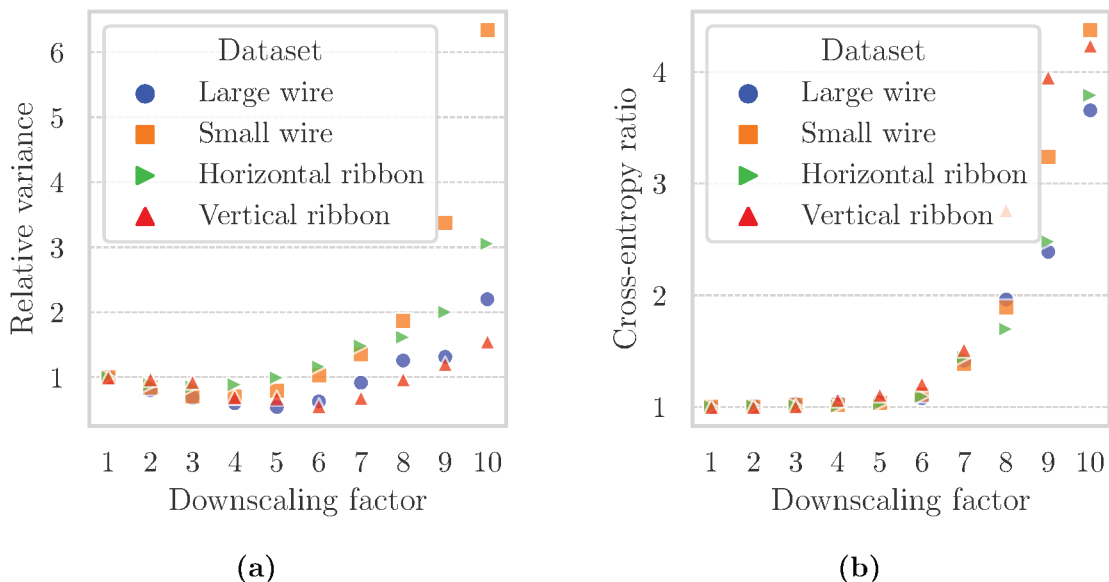 Relative variance
6
5
4
3
2
1
Dataset
Large wire
Small wire
Horizontal ribbon
Vertical ribbon
1 2 3 4 5 6 7 8 9 10
Downscaling factor
(a)
Cross-entropy ratio
4
3
2
1
Dataset
Large wire
Small wire
Horizontal ribbon
Vertical ribbon
1 2 3 4 5 6 7 8 9 10
Downscaling factor
(b)